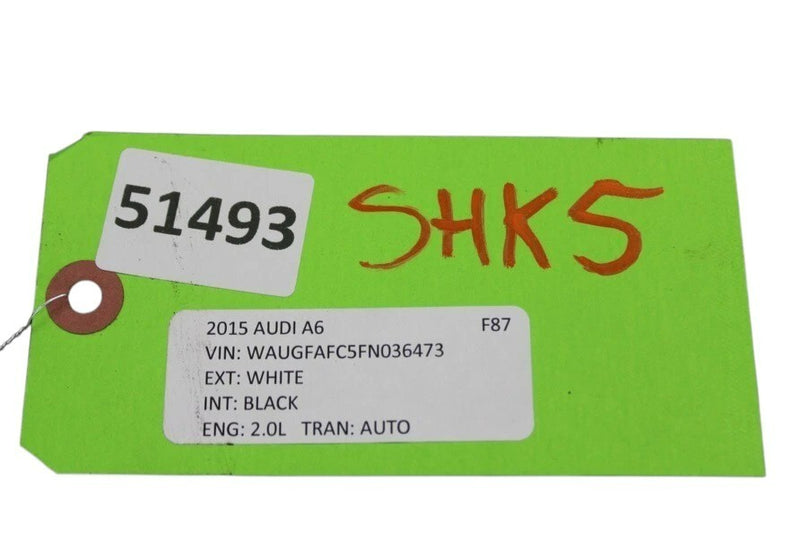 51493
SHK5
2015 AUDI A6 F87
VIN: WAUGFAFC5FN036473
EXT: WHITE
INT: BLACK
ENG: 2.0L TRAN: AUTO